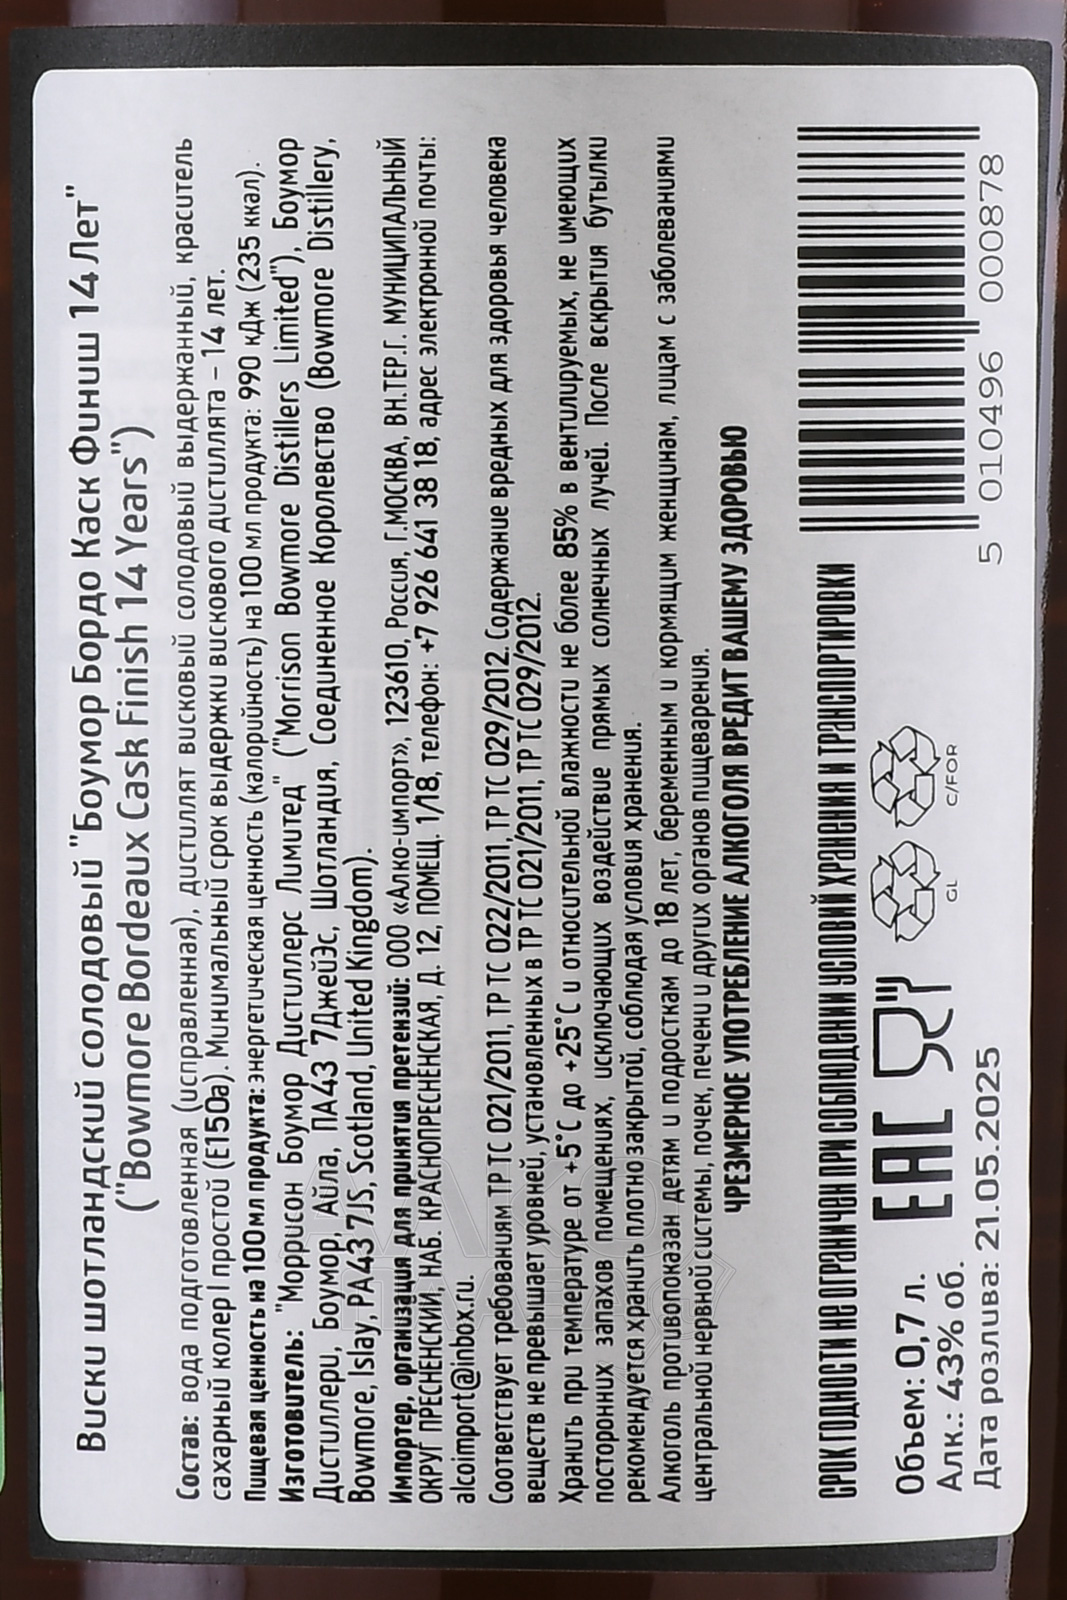 Виски шотландский солодовый "Боумор Бордо Каск Финиш 14 Лет"
("Bowmore Bordeaux Cask Finish 14 Years")
Состав: вода подготовленная (исправленная), дистиллят висковый солодовый выдержанный, краситель
сахарный колер I простой (Е150а). Минимальный срок выдержки вискового дистиллята – 14 лет.
Пищевая ценность на 100 мл продукта: энергетическая ценность (калорийность) на 100 мл продукта: 990 кДж (235 ккал).
Изготовитель: "Моррисон Боумор Дистиллерс Лимитед" ("Morrison Bowmore Distillers Limited"), Боумор
Дистиллери, Боумор, Айла, ПА43 7ДжейЭс, Шотландия, Соединенное Королевство (Bowmore Distillery,
Bowmore, Islay, PA43 7JS, Scotland, United Kingdom).
Импортер, организация для принятия претензий: ООО «Алко-импорт», 123610, Россия, Г.МОСКВА, ВН.ТЕР.Г. МУНИЦИПАЛЬНЫЙ
ОКРУГ ПРЕСНЕНСКИЙ, НАБ. КРАСНОПРЕСНЕНСКАЯ, Д. 12, ПОМЕЩ. 1/18, телефон: +7 926 641 38 18, адрес электронной почты:
alcoimport@inbox.ru.
Соответствует требованиям ТР ТС 021/2011, ТР ТС 022/2011, ТР ТС 029/2012. Содержание вредных для здоровья человека
веществ не превышает уровней, установленных в ТР ТС 021/2011, ТР ТС 029/2012.
Хранить при температуре от +5˚С до +25˚С и относительной влажности не более 85% в вентилируемых, не имеющих
посторонних запахов помещениях, исключающих воздействие прямых солнечных лучей. После вскрытия бутылки
рекомендуется хранить плотно закрытой, соблюдая условия хранения.
Алкоголь противопоказан детям и подросткам до 18 лет, беременным и кормящим женщинам, лицам с заболеваниями
центральной нервной системы, почек, печени и других органов пищеварения.
ЧРЕЗМЕРНОЕ УПОТРЕБЛЕНИЕ АЛКОГОЛЯ ВРЕДИТ ВАШЕМУ ЗДОРОВЬЮ
СРОК ГОДНОСТИ НЕ ОГРАНИЧЕН ПРИ СОБЛЮДЕНИИ УСЛОВИЙ ХРАНЕНИЯ И ТРАНСПОРТИРОВКИ
Объем: 0,7 л.
Алк.: 43% об.
Дата розлива: 21.05.2025
EAC
GL
C/FOR
5 010496 000878